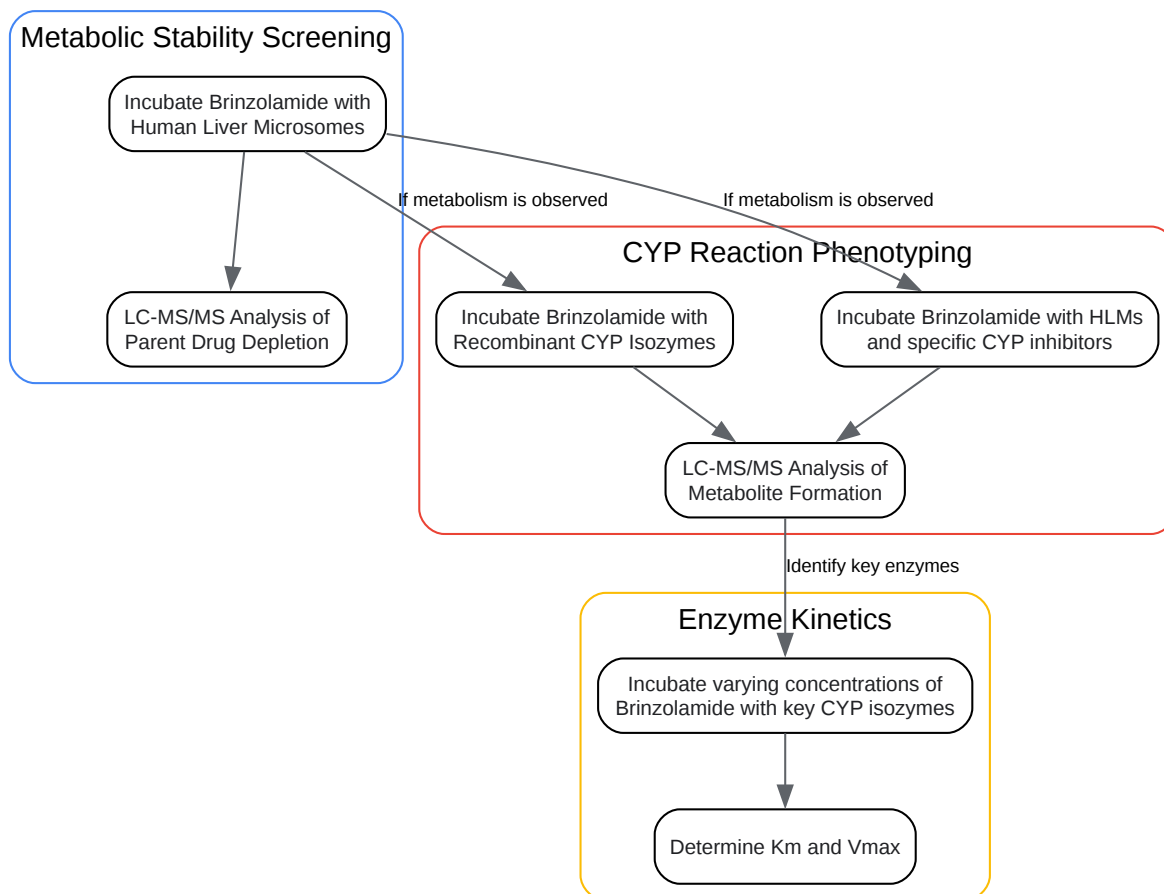 Metabolic Stability Screening
Incubate Brinzolamide with
Human Liver Microsomes
If metabolism is observed
If metabolism is observed
CYP Reaction Phenotyping
LC-MS/MS Analysis of
Parent Drug Depletion
Incubate Brinzolamide with
Recombinant CYP Isozymes
Incubate Brinzolamide with HLMs
and specific CYP inhibitors
LC-MS/MS Analysis of
Metabolite Formation
Identify key enzymes
Enzyme Kinetics
Incubate varying concentrations of
Brinzolamide with key CYP isozymes
Determine Km and Vmax